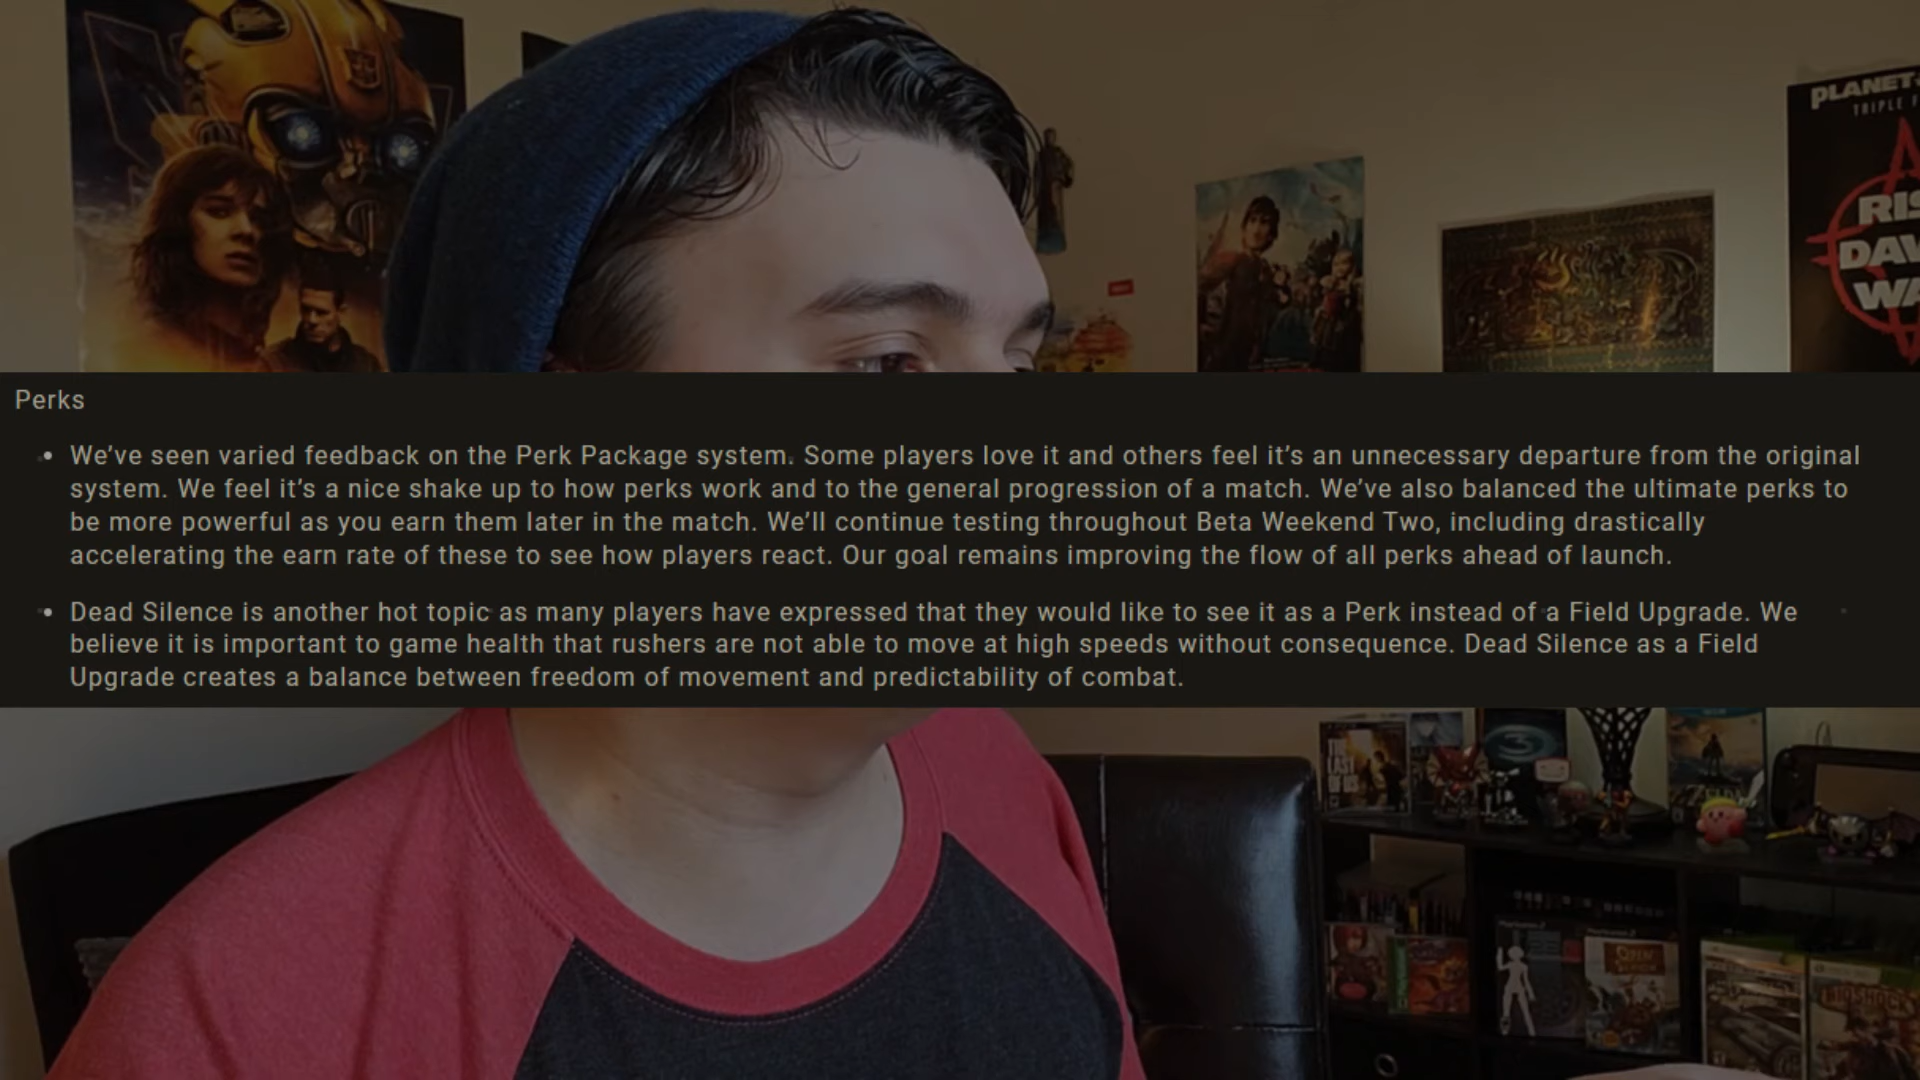 PLANET
TRIPLE F
RIS
DAW
WA
Perks
• We've seen varied feedback on the Perk Package system. Some players love it and others feel it's an unnecessary departure from the original
system. We feel it's a nice shake up to how perks work and to the general progression of a match. We've also balanced the ultimate perks to
be more powerful as you earn them later in the match. We'll continue testing throughout Beta Weekend Two, including drastically
accelerating the earn rate of these to see how players react. Our goal remains improving the flow of all perks ahead of launch.
• Dead Silence is another hot topic as many players have expressed that they would like to see it as a Perk instead of a Field Upgrade. We
believe it is important to game health that rushers are not able to move at high speeds without consequence. Dead Silence as a Field
Upgrade creates a balance between freedom of movement and predictability of combat.
THE
LAST
OF US
3
ZELDA
BIOSHOCK